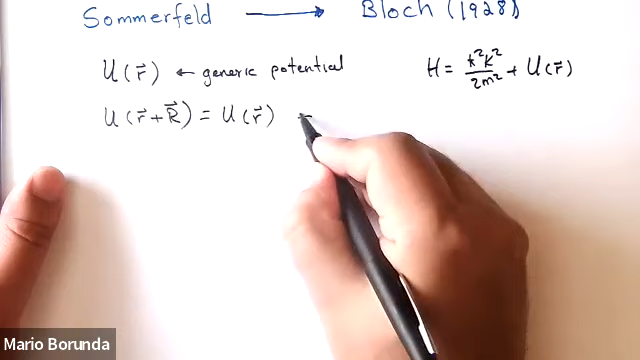 Sommerfeld → Bloch (1928)
U(r⃗) ← generic potential
H = ħ²k²/2m² + U(r⃗)
U(r⃗+R⃗) = U(r⃗)
Mario Borunda